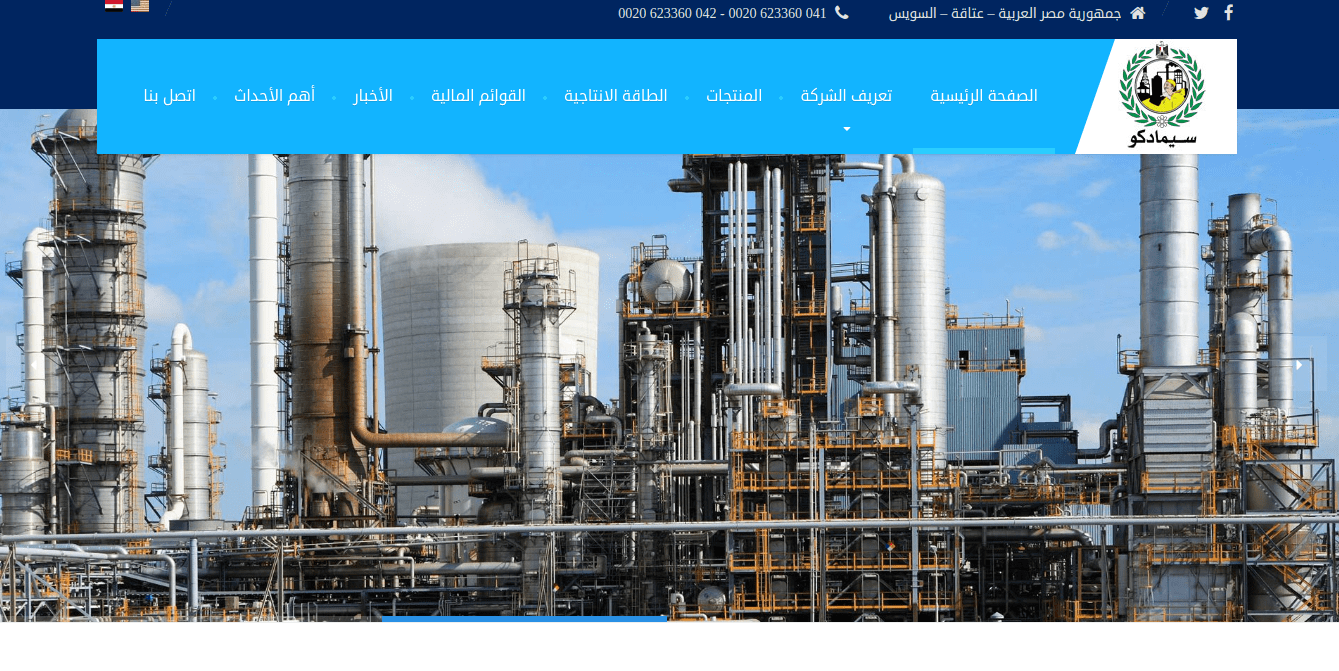 جمهورية مصر العربية – عتاقة – السويس
0020 623360 042 - 0020 623360 041
سيمادكو
الصفحة الرئيسية
تعريف الشركة
المنتجات
الطاقة الانتاجية
القوائم المالية
الأخبار
أهم الأحداث
اتصل بنا